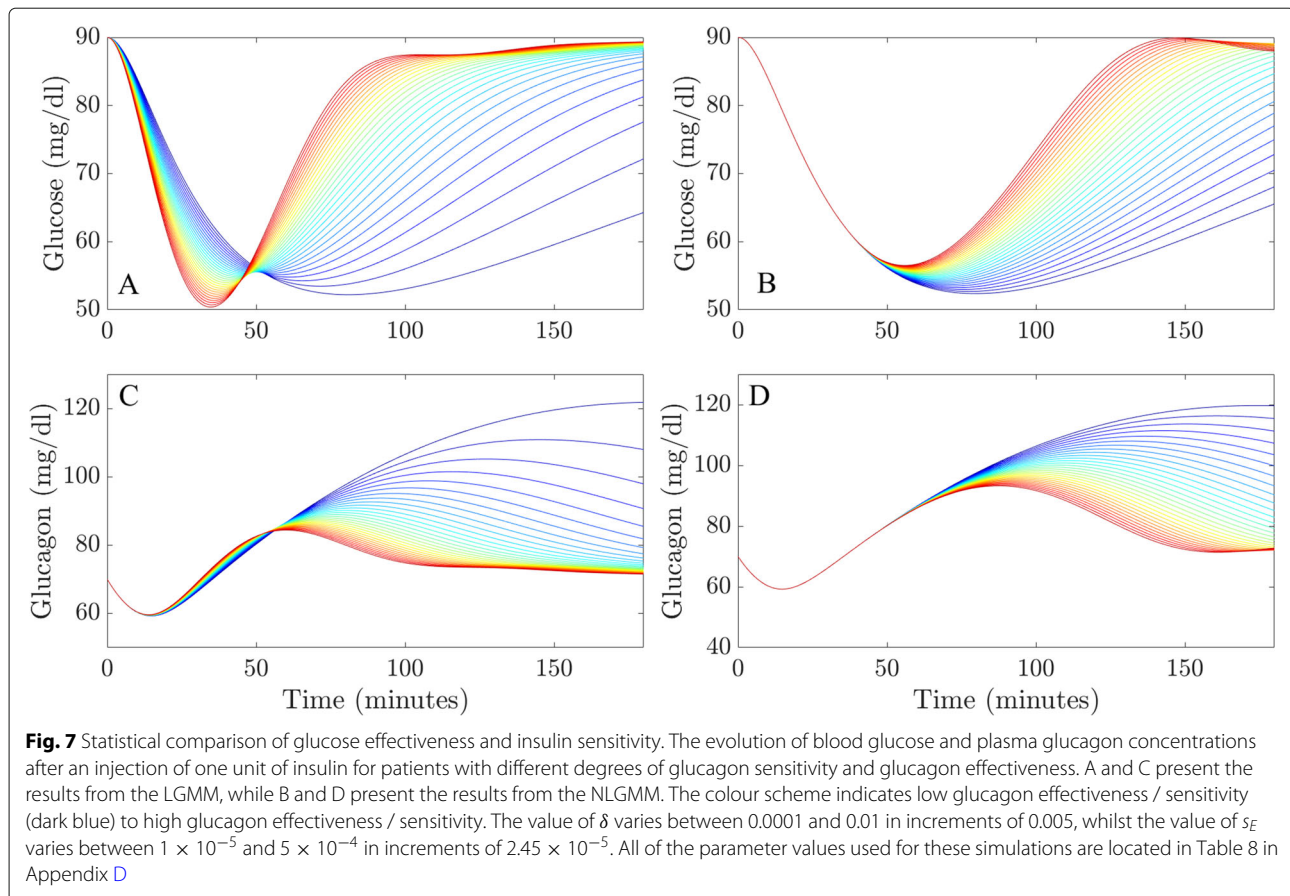 90
80
70
60
50
Glucose (mg/dl)
A
0
50
100
150
90
80
70
60
50
Glucose (mg/dl)
B
0
50
100
150
120
100
80
60
Glucagon (mg/dl)
C
0
50
100
150
Time (minutes)
120
100
80
60
40
Glucagon (mg/dl)
D
0
50
100
150
Time (minutes)
Fig. 7 Statistical comparison of glucose effectiveness and insulin sensitivity. The evolution of blood glucose and plasma glucagon concentrations
after an injection of one unit of insulin for patients with different degrees of glucagon sensitivity and glucagon effectiveness. A and C present the
results from the LGMM, while B and D present the results from the NLGMM. The colour scheme indicates low glucagon effectiveness / sensitivity
(dark blue) to high glucagon effectiveness / sensitivity. The value of δ varies between 0.0001 and 0.01 in increments of 0.005, whilst the value of s_E
varies between 1 × 10⁻⁵ and 5 × 10⁻⁴ in increments of 2.45 × 10⁻⁵. All of the parameter values used for these simulations are located in Table 8 in
Appendix D